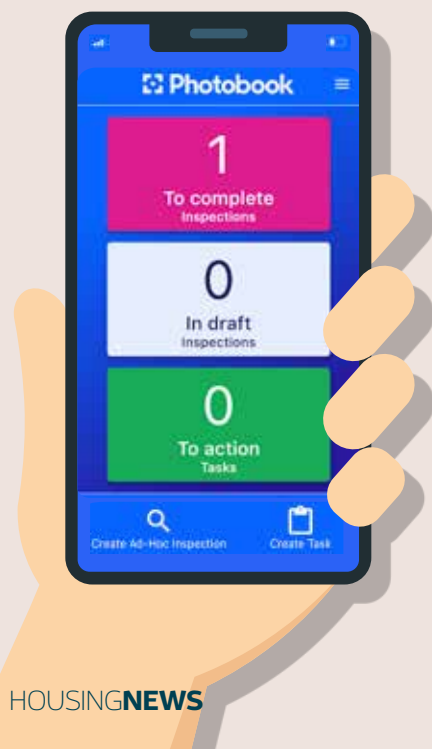 Photobook
1
To complete
Inspections
0
In draft
Inspections
0
To action
Tasks
Create Ad-Hoc Inspection
Create Task
HOUSINGNEWS